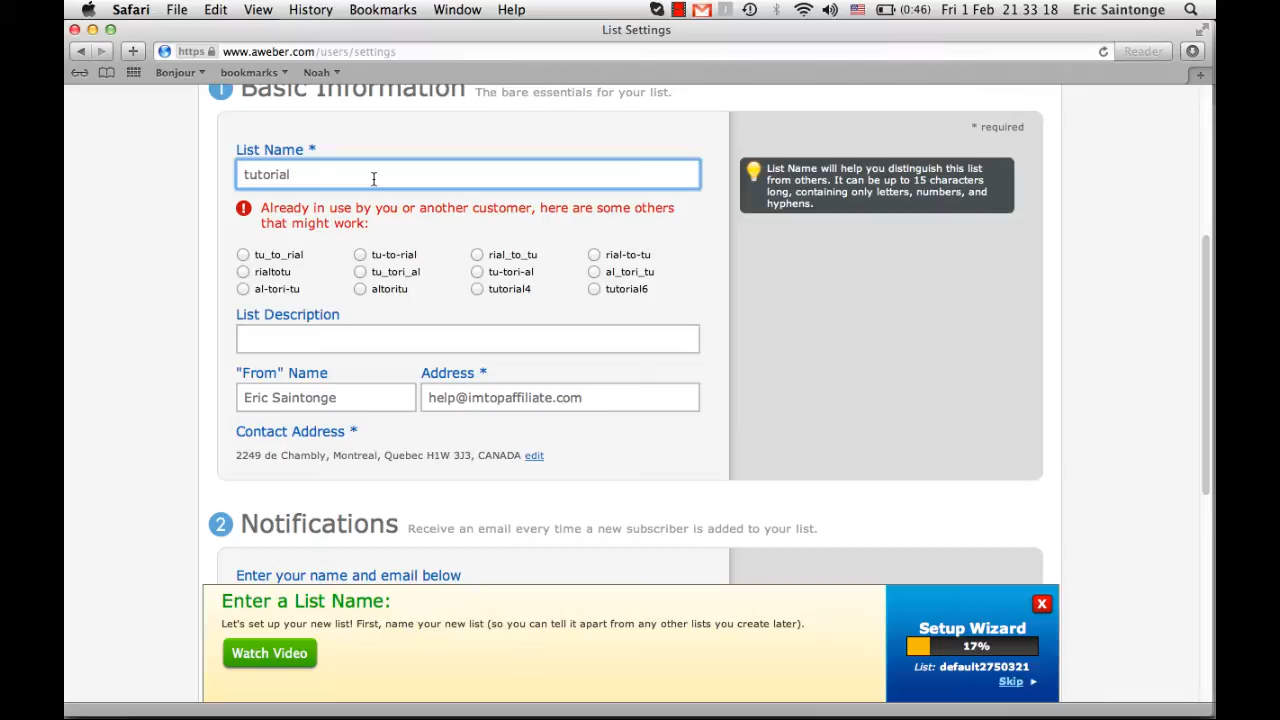 Safari File Edit View History Bookmarks Window Help (0:46) Fri 1 Feb 21 33 18 Eric Saintonge
List Settings
https www.aweber.com/users/settings Reader
Bonjour bookmarks Noah
1 Basic Information The bare essentials for your list.
* required
List Name *
tutorial
List Name will help you distinguish this list
from others. It can be up to 15 characters
long, containing only letters, numbers, and
hyphens.
Already in use by you or another customer, here are some others
that might work:
tu_to_rial tu-to-rial rial_to_tu rial-to-tu
rialtotu tu_tori_al tu-tori-al al_tori_tu
al-tori-tu altoritu tutorial4 tutorial6
List Description
"From" Name Address *
Eric Saintonge help@imtopaffiliate.com
Contact Address *
2249 de Chambly, Montreal, Quebec H1W 3J3, CANADA edit
2 Notifications Receive an email every time a new subscriber is added to your list.
Enter your name and email below
Enter a List Name:
Let's set up your new list! First, name your new list (so you can tell it apart from any other lists you create later).
Watch Video
X
Setup Wizard
17%
List: default2750321
Skip